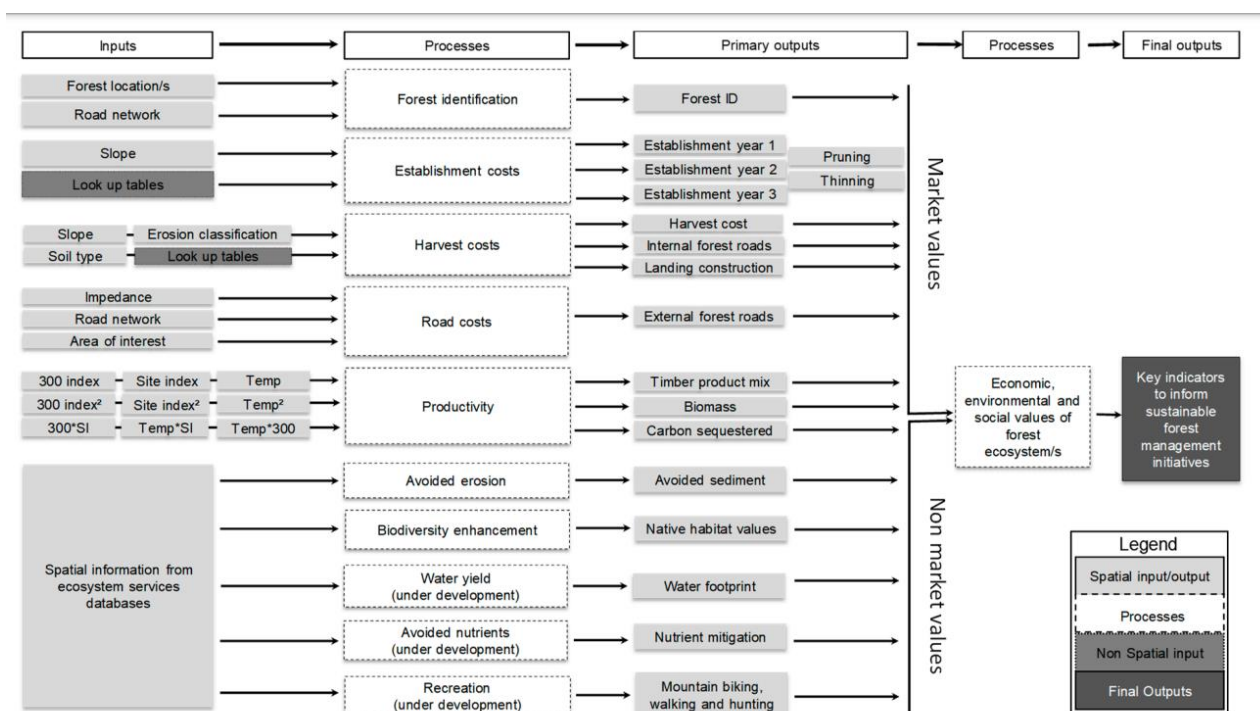 Inputs
Processes
Primary outputs
Processes
Final outputs
Forest location/s
Road network
Forest identification
Forest ID
Slope
Look up tables
Establishment costs
Establishment year 1
Establishment year 2
Establishment year 3
Pruning
Thinning
Slope
Erosion classification
Soil type
Look up tables
Harvest costs
Harvest cost
Internal forest roads
Landing construction
Impedance
Road network
Area of interest
Road costs
External forest roads
300 index
Site index
Temp
300 index²
Site index²
Temp²
300*SI
Temp*SI
Temp*300
Productivity
Timber product mix
Biomass
Carbon sequestered
Market values
Spatial information from
ecosystem services
databases
Avoided erosion
Avoided sediment
Biodiversity enhancement
Native habitat values
Water yield
(under development)
Water footprint
Avoided nutrients
(under development)
Nutrient mitigation
Recreation
(under development)
Mountain biking,
walking and hunting
Non market values
Economic,
environmental and
social values of
forest
ecosystem/s
Key indicators
to inform
sustainable
forest
management
initiatives
Legend
Spatial input/output
Processes
Non Spatial input
Final Outputs